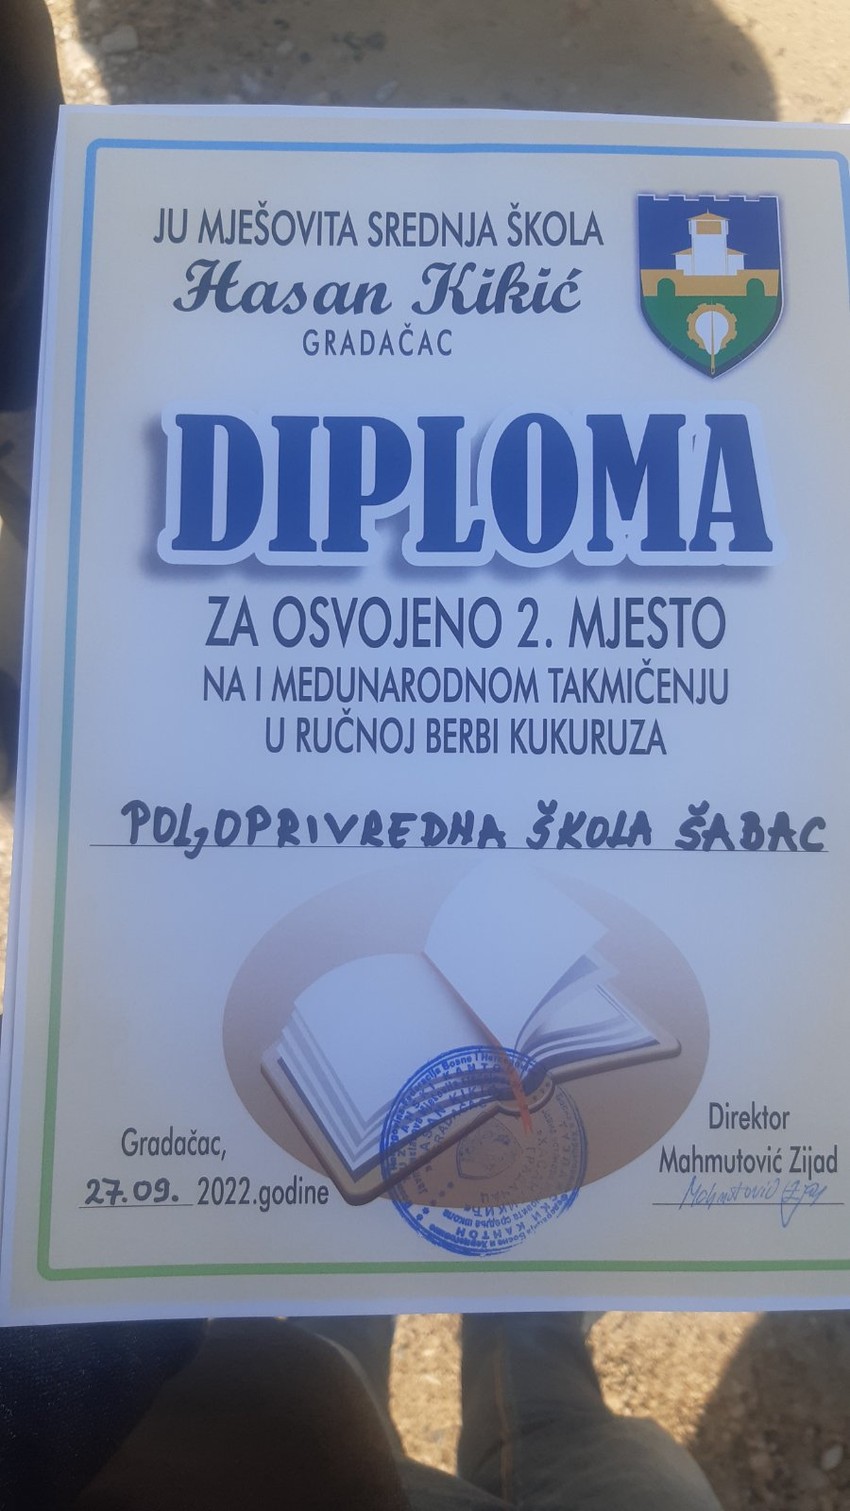 JU MJEŠOVITA SREDNJA ŠKOLA
Hasan Kikić
GRADAČAC
DIPLOMA
ZA OSVOJENO 2. MJESTO
NA I MEDUNARODNOM TAKMIČENJU
U RUČNOJ BERBI KUKURUZA
POLJOPRIVREDNA ŠKOLA ŠABAC
Gradačac,
27.09. 2022.godine
Direktor
Mahmutović Zijad